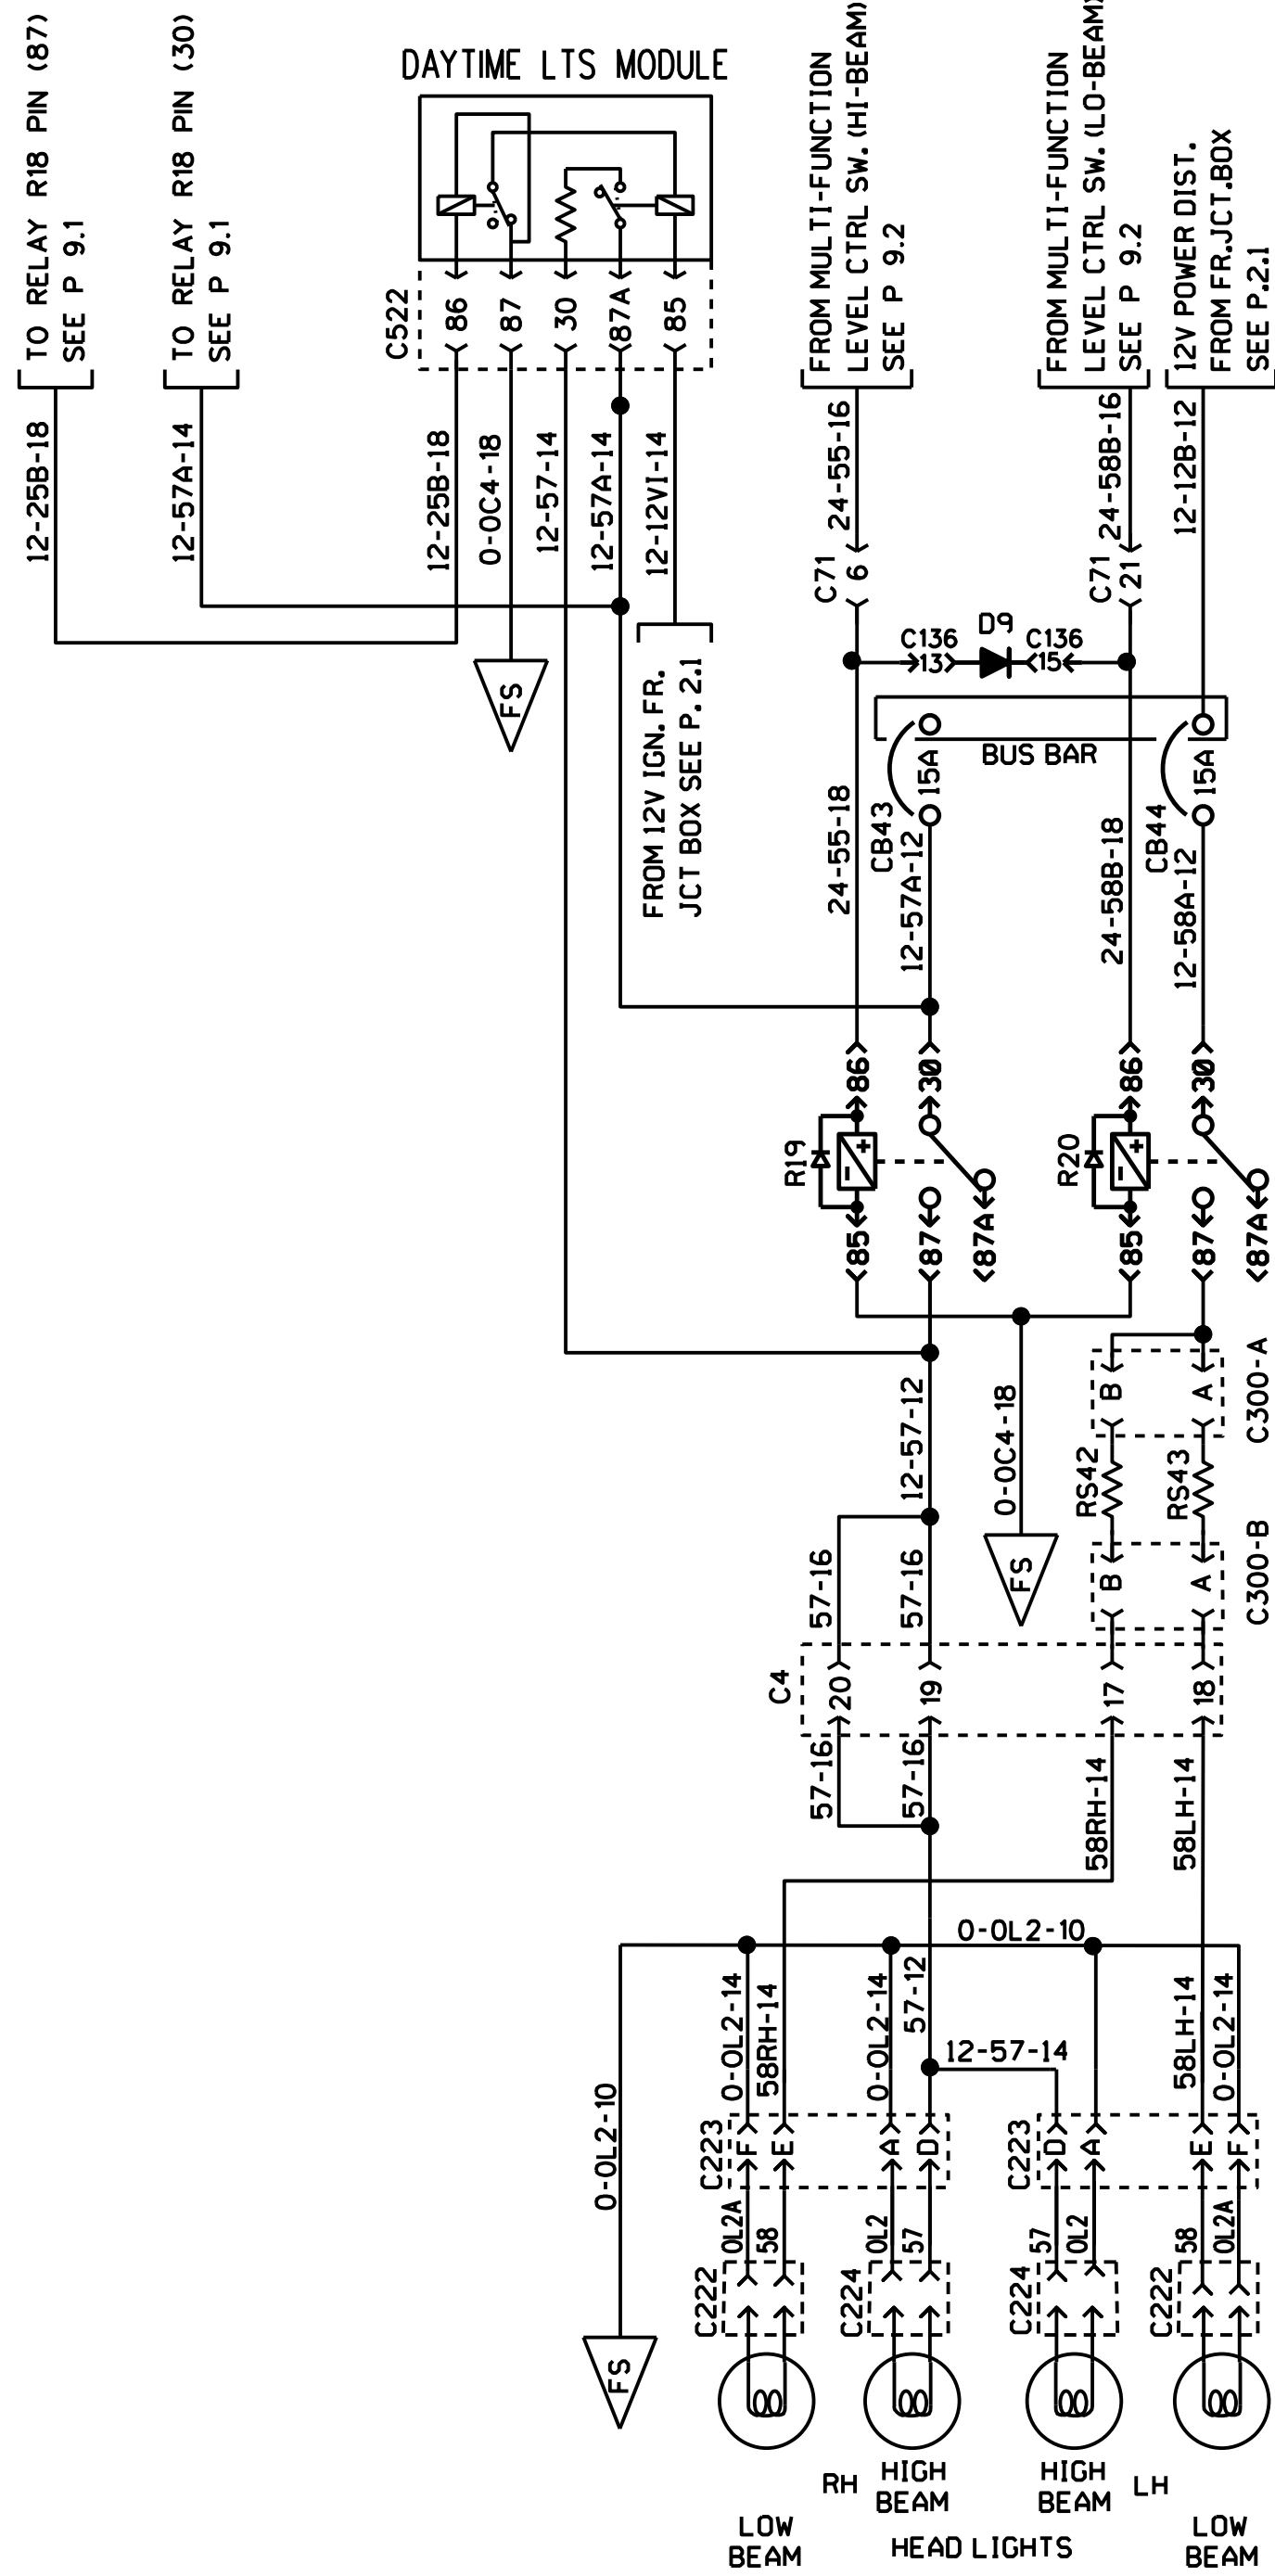 TO RELAY R18 PIN (87)
SEE P 9.1
TO RELAY R18 PIN (30)
SEE P 9.1
DAYTIME LTS MODULE
FROM MULTI-FUNCTION
LEVEL CTRL SW. (HI-BEAM)
SEE P 9.2
FROM MULTI-FUNCTION
LEVEL CTRL SW. (LO-BEAM)
SEE P 9.2
12V POWER DIST.
FROM FR.JCT.BOX
SEE P.2.1
C522
86
87
30
87A
85
12-25B-18
12-57A-14
12-25B-18
0-0C4-18
12-57-14
12-57A-14
12-12VI-14
24-55-16
24-58B-16
12-12B-12
C71
6
C71
21
C136
13
D9
C136
15
FS
FROM 12V IGN. FR.
JCT BOX SEE P. 2.1
BUS BAR
15A
15A
CB43
CB44
24-55-18
12-57A-12
24-58B-18
12-58A-12
86
30
86
30
R19
R20
85
87
87A
85
87
87A
12-57-12
0-0C4-18
B
A
C300-A
RS42
RS43
FS
57-16
57-16
B
A
C300-B
C4
20
19
17
18
57-16
57-16
58RH-14
58LH-14
0-0L2-10
0-0L2-14
58RH-14
0-0L2-14
57-12
12-57-14
58LH-14
0-0L2-14
0-0L2-10
C223
F
E
A
D
C223
D
A
E
F
0L2A
58
0L2
57
57
0L2
58
0L2A
C222
C224
C224
C222
FS
RH
HIGH
BEAM
HIGH
BEAM
LH
LOW
BEAM
HEAD LIGHTS
LOW
BEAM